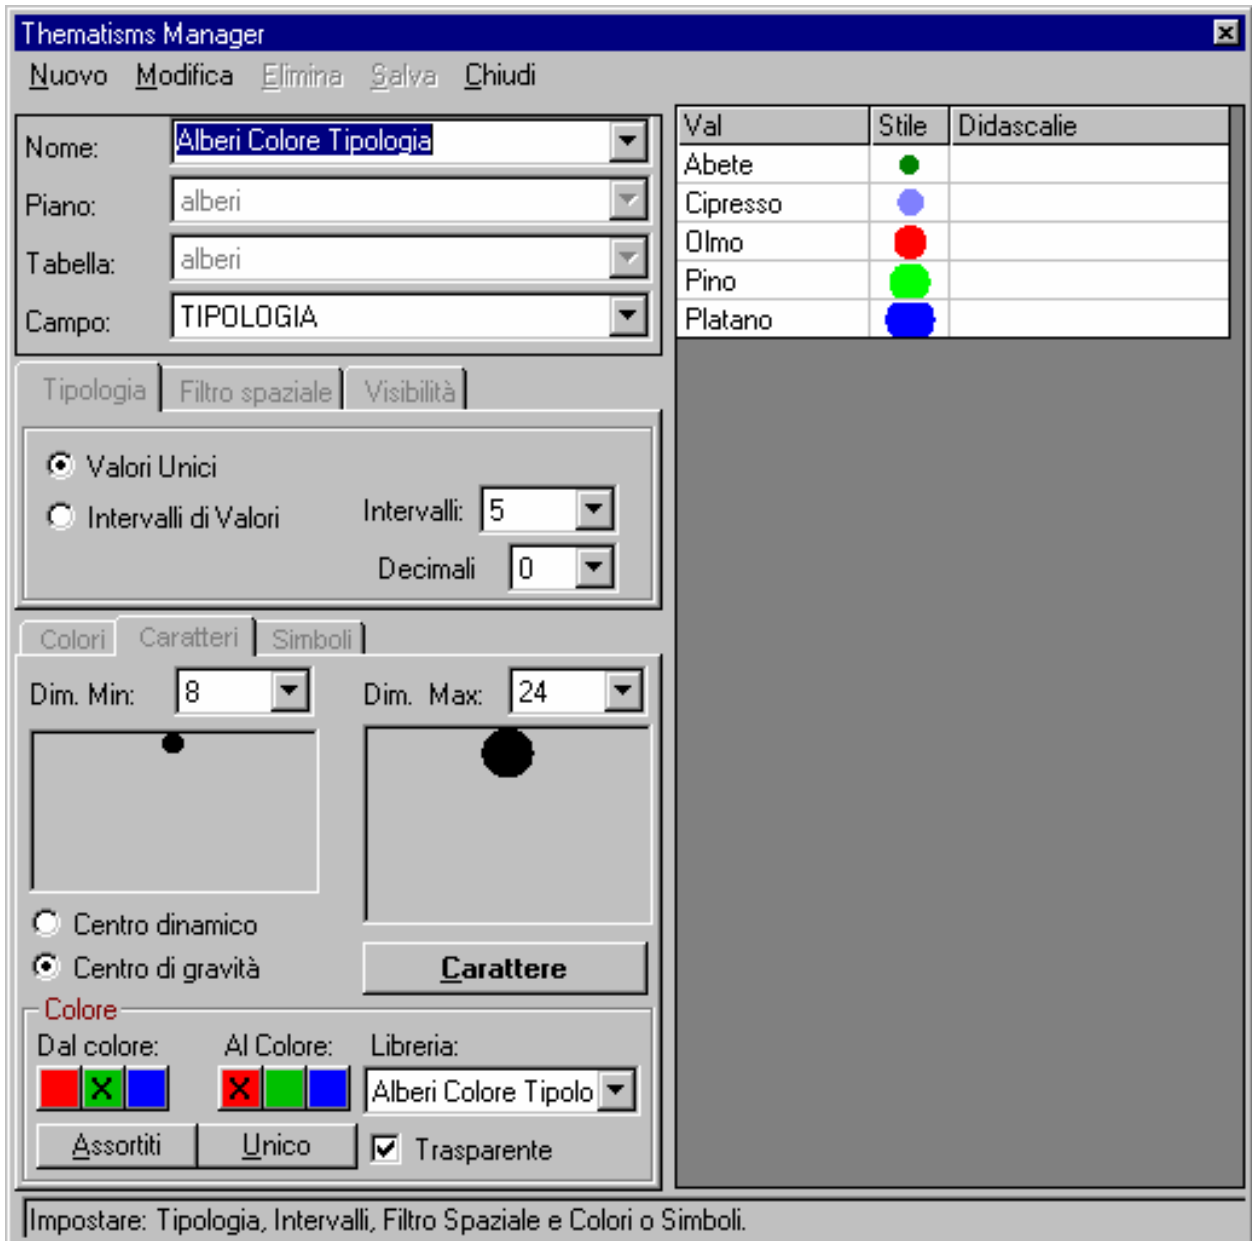 Thematisms Manager
Nuovo Modifica Elimina Salva Chiudi
Nome: Alberi Colore Tipologia
Piano: alberi
Tabella: alberi
Campo: TIPOLOGIA
Tipologia Filtro spaziale Visibilità
Valori Unici
Intervalli di Valori Intervalli: 5
Decimali 0
Colori Caratteri Simboli
Dim. Min: 8 Dim. Max: 24
Centro dinamico
Centro di gravità Carattere
Colore
Dal colore: Al Colore: Libreria:
X X Alberi Colore Tipolo
Assortiti Unico Trasparente
Val Stile Didascalie
Abete
Cipresso
Olmo
Pino
Platano
Impostare: Tipologia, Intervalli, Filtro Spaziale e Colori o Simboli.